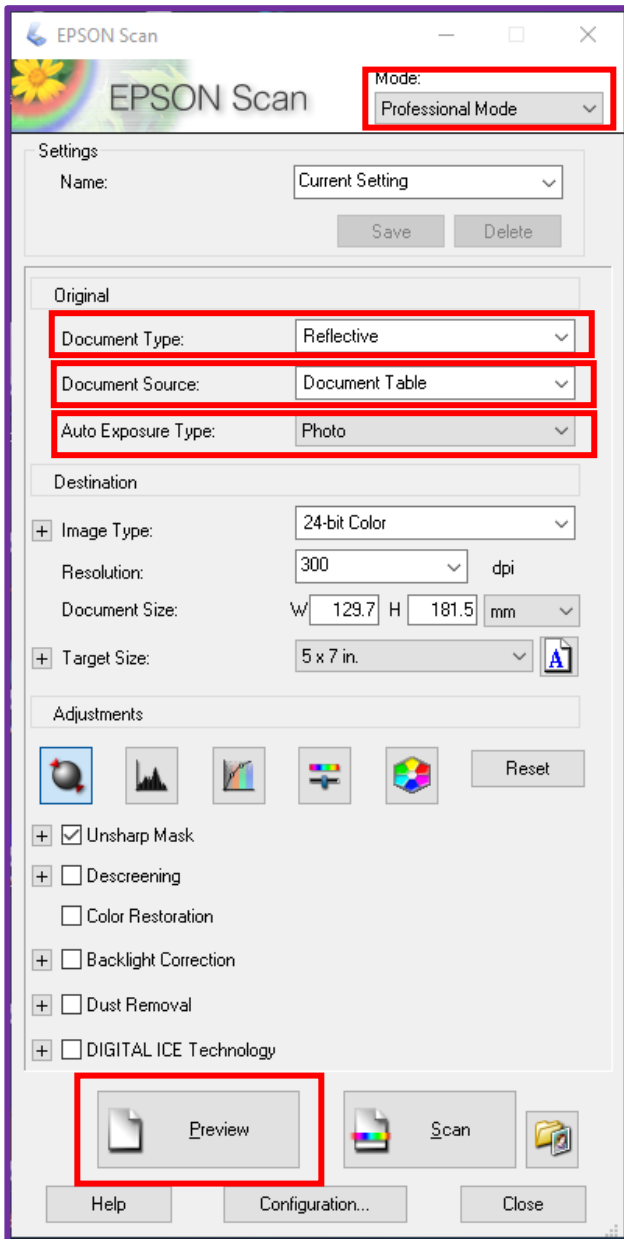 EPSON Scan
EPSON Scan
Mode:
Professional Mode
Settings
Name: Current Setting
Save Delete
Original
Document Type: Reflective
Document Source: Document Table
Auto Exposure Type: Photo
Destination
+ Image Type: 24-bit Color
Resolution: 300 dpi
Document Size: W 129.7 H 181.5 mm
+ Target Size: 5 x 7 in. A
Adjustments
Reset
+ Unsharp Mask
+ Descreening
Color Restoration
+ Backlight Correction
+ Dust Removal
+ DIGITAL ICE Technology
Preview Scan
Help Configuration... Close